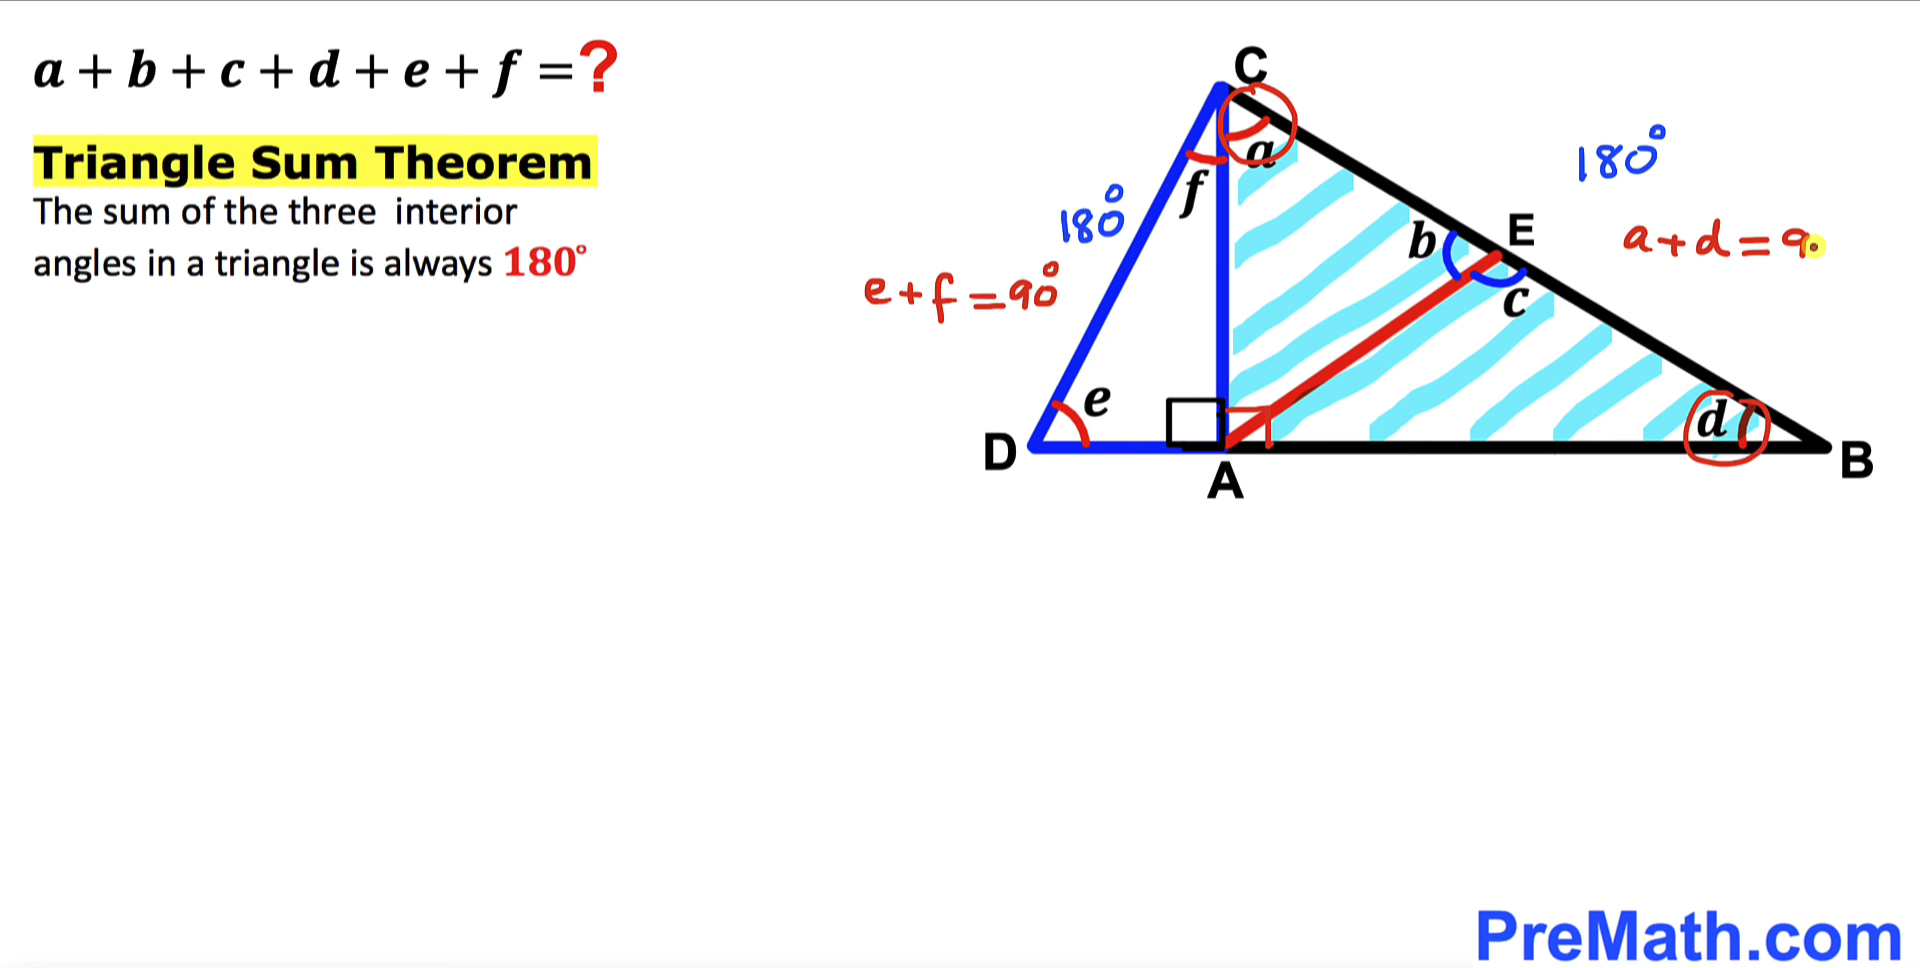 a + b + c + d + e + f = ?
Triangle Sum Theorem
The sum of the three interior
angles in a triangle is always 180°
C
a
f
180°
180°
b
E
a+d=90
c
e+f=90°
e
d
D
A
B
PreMath.com